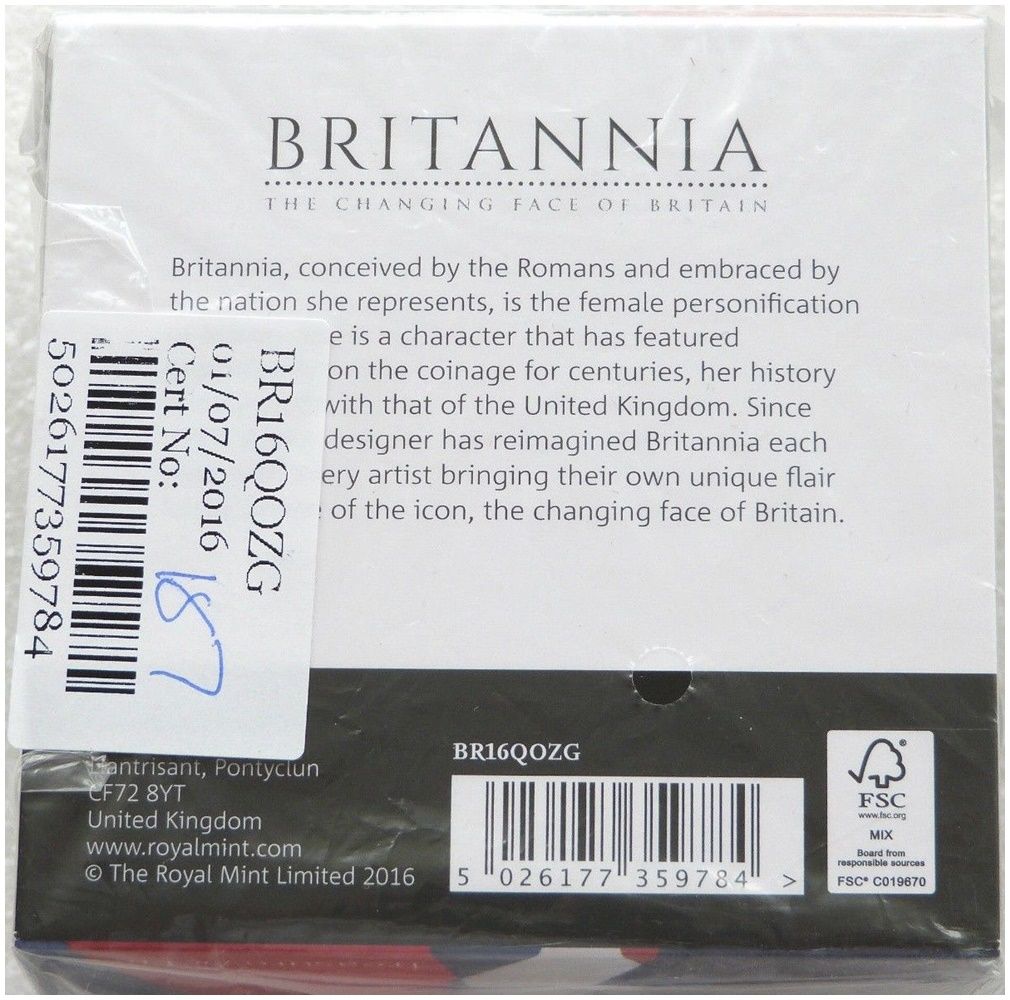 BRITANNIA
THE CHANGING FACE OF BRITAIN
Britannia, conceived by the Romans and embraced by
the nation she represents, is the female personification
e is a character that has featured
on the coinage for centuries, her history
with that of the United Kingdom. Since
designer has reimagined Britannia each
ery artist bringing their own unique flair
of the icon, the changing face of Britain.
BR16QOZG
01/07/2016
Cert No:
187
5026177359784
Llantrisant, Pontyclun
CF72 8YT
United Kingdom
www.royalmint.com
© The Royal Mint Limited 2016
BR16QOZG
5 026177 359784 >
FSC®
www.fsc.org
MIX
Board from
responsible sources
FSC® C019670